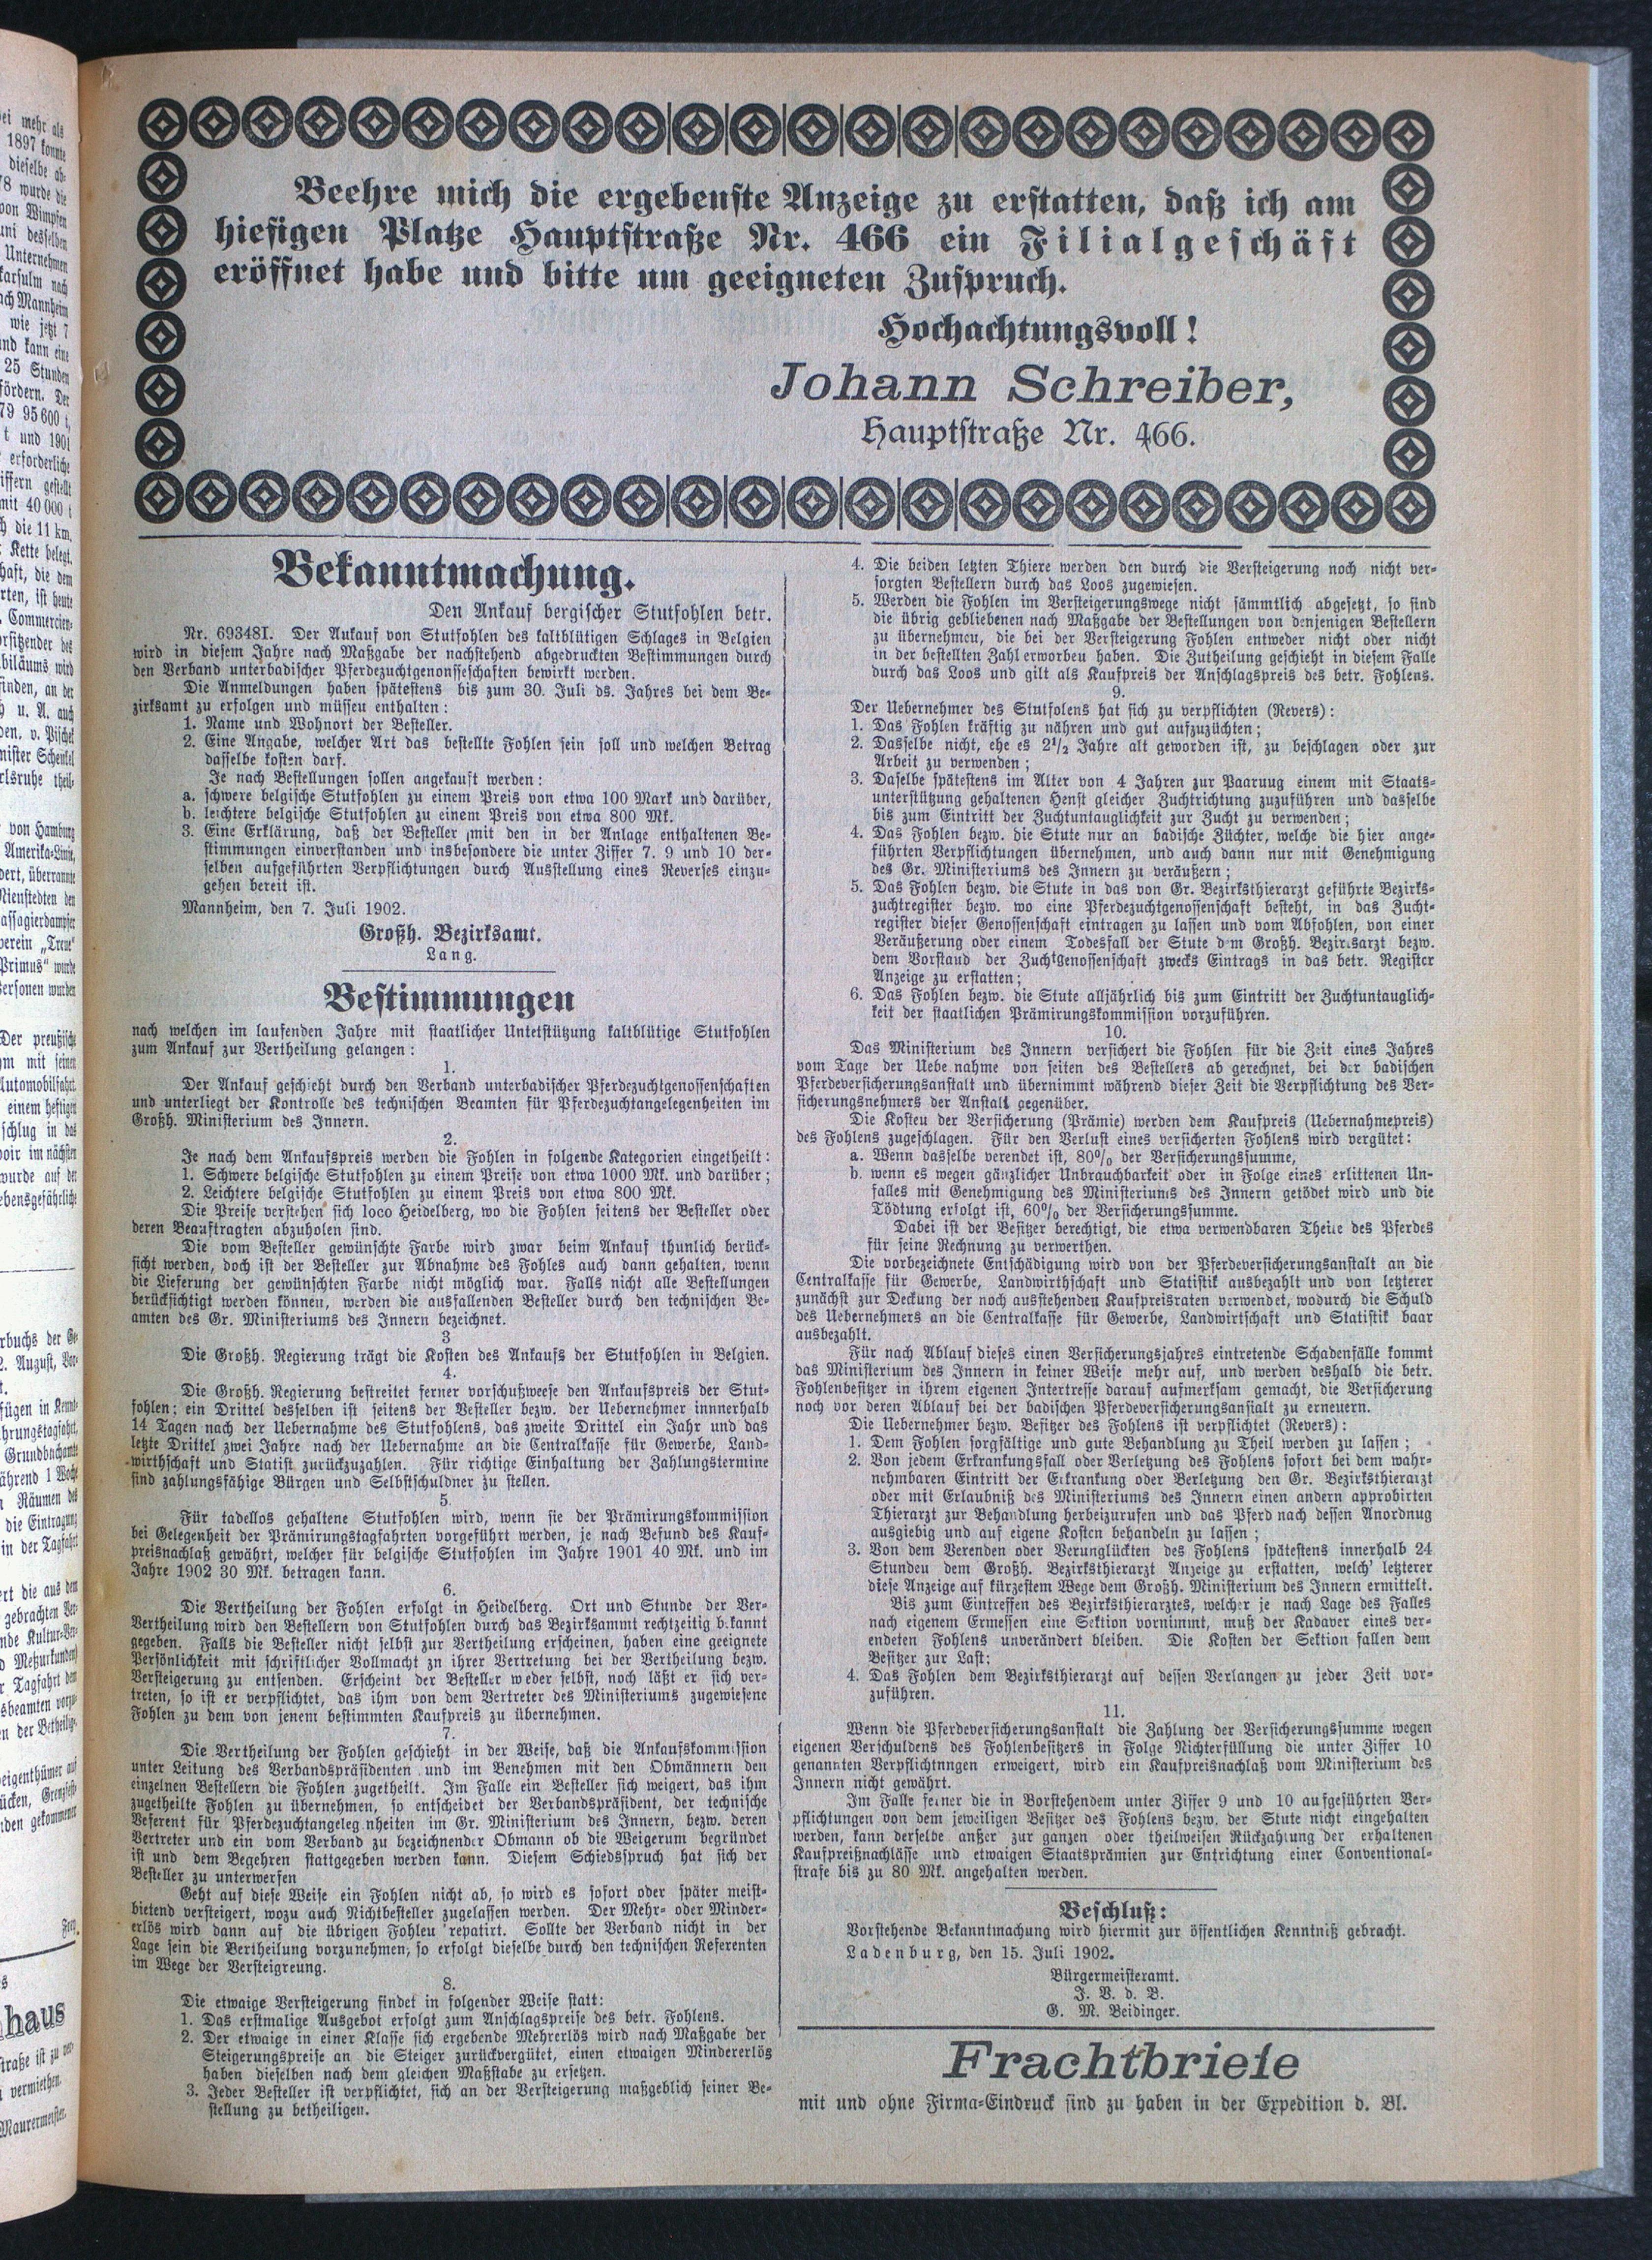 Beehre mich die ergebenste Anzeige zu erstatten, daß ich am
hiesigen Platze Hauptstraße Nr. 466 ein Filialgeschäft
eröffnet habe und bitte um geeigneten Zuspruch.
Hochachtungsvoll!
Johann Schreiber,
Hauptstraße Nr. 466.
Bekanntmachung.
Den Ankauf bergischer Stutfohlen betr.
Nr. 69348I. Der Ankauf von Stutfohlen des kaltblütigen Schlages in Belgien
wird in diesem Jahre nach Maßgabe der nachstehend abgedruckten Bestimmungen durch
den Verband unterbadischer Pferdezuchtgenossenschaften bewirkt werden.
Die Anmeldungen haben spätestens bis zum 30. Juli ds. Jahres bei dem Be-
zirksamt zu erfolgen und müssen enthalten:
1. Name und Wohnort der Besteller.
2. Eine Angabe, welcher Art das bestellte Fohlen sein soll und welchen Betrag
dasselbe kosten darf.
Je nach Bestellungen sollen angekauft werden:
a. schwere belgische Stutfohlen zu einem Preis von etwa 100 Mark und darüber,
b. leichtere belgische Stutfohlen zu einem Preis von etwa 800 Mk.
3. Eine Erklärung, daß der Besteller mit den in der Anlage enthaltenen Be-
stimmungen einverstanden und insbesondere die unter Ziffer 7. 9 und 10 der-
selben aufgeführten Verpflichtungen durch Ausstellung eines Reverses einzu-
gehen bereit ist.
Mannheim, den 7. Juli 1902.
Großh. Bezirksamt.
Lang.
Bestimmungen
nach welchen im laufenden Jahre mit staatlicher Untetstützung kaltblütige Stutfohlen
zum Ankauf zur Vertheilung gelangen:
1.
Der Ankauf geschieht durch den Verband unterbadischer Pferdezuchtgenossenschaften
und unterliegt der Kontrolle des technischen Beamten für Pferdezuchtangelegenheiten im
Großh. Ministerium des Innern.
2.
Je nach dem Ankaufspreis werden die Fohlen in folgende Kategorien eingetheilt:
1. Schwere belgische Stutfohlen zu einem Preise von etwa 1000 Mk. und darüber;
2. Leichtere belgische Stutfohlen zu einem Preis von etwa 800 Mk.
Die Preise verstehen sich loco Heidelberg, wo die Fohlen seitens der Besteller oder
deren Beauftragten abzuholen sind.
Die vom Besteller gewünschte Farbe wird zwar beim Ankauf thunlich berück-
sicht werden, doch ist der Besteller zur Abnahme des Fohles auch dann gehalten, wenn
die Lieferung der gewünschten Farbe nicht möglich war. Falls nicht alle Bestellungen
berücksichtigt werden können, werden die ausfallenden Besteller durch den technischen Be-
amten des Gr. Ministeriums des Innern bezeichnet.
3
Die Großh. Regierung trägt die Kosten des Ankaufs der Stutfohlen in Belgien.
4.
Die Großh. Regierung bestreitet ferner vorschußweese den Ankaufspreis der Stut-
fohlen; ein Drittel desselben ist seitens der Besteller bezw. der Uebernehmer innnerhalb
14 Tagen nach der Uebernahme des Stutfohlens, das zweite Drittel ein Jahr und das
letzte Drittel zwei Jahre nach der Uebernahme an die Centralkasse für Gewerbe, Land-
wirthschaft und Statist zurückzuzahlen. Für richtige Einhaltung der Zahlungstermine
sind zahlungsfähige Bürgen und Selbstschuldner zu stellen.
5.
Für tadellos gehaltene Stutfohlen wird, wenn sie der Prämirungskommission
bei Gelegenheit der Prämirungstagfahrten vorgeführt werden, je nach Befund des Kauf-
preisnachlaß gewährt, welcher für belgische Stutfohlen im Jahre 1901 40 Mk. und im
Jahre 1902 30 Mk. betragen kann.
6.
Die Vertheilung der Fohlen erfolgt in Heidelberg. Ort und Stunde der Ver-
Vertheilung wird den Bestellern von Stutfohlen durch das Bezirksammt rechtzeitig b.kannt
gegeben. Falls die Besteller nicht selbst zur Vertheilung erscheinen, haben eine geeignete
Persönlichkeit mit schriftlicher Vollmacht zn ihrer Vertretung bei der Vertheilung bezw.
Versteigerung zu entsenden. Erscheint der Besteller weder selbst, noch läßt er sich ver-
treten, so ist er verpflichtet, das ihm von dem Vertreter des Ministeriums zugewiesene
Fohlen zu dem von jenem bestimmten Kaufpreis zu übernehmen.
7.
Die Vertheilung der Fohlen geschieht in der Weise, daß die Ankaufskommission
unter Leitung des Verbandspräsidenten und im Benehmen mit den Obmännern den
einzelnen Bestellern die Fohlen zugetheilt. Im Falle ein Besteller sich weigert, das ihm
zugetheilte Fohlen zu übernehmen, so entscheidet der Verbandspräsident, der technische
Referent für Pferdezuchtangeleg.nheiten im Gr. Ministerium des Innern, bezw. deren
Vertreter und ein vom Verband zu bezeichnender Obmann ob die Weigerum begründet
ist und dem Begehren stattgegeben werden kann. Diesem Schiedsspruch hat sich der
Besteller zu unterwerfen
Geht auf diese Weise ein Fohlen nicht ab, so wird es sofort oder später meist-
bietend versteigert, wozu auch Nichtbesteller zugelassen werden. Der Mehr- oder Minder-
erlös wird dann auf die übrigen Fohleu repatirt. Sollte der Verband nicht in der
Lage sein die Vertheilung vorzunehmen, so erfolgt dieselbe durch den technischen Referenten
im Wege der Versteigreung.
8.
Die etwaige Versteigerung findet in folgender Weise statt:
1. Das erstmalige Ausgebot erfolgt zum Anschlagspreise des betr. Fohlens.
2. Der etwaige in einer Klasse sich ergebende Mehrerlös wird nach Maßgabe der
Steigerungspreise an die Steiger zurückvergütet, einen etwaigen Mindererlös
haben dieselben nach dem gleichen Maßstabe zu ersetzen.
3. Jeder Besteller ist verpflichtet, sich an der Versteigerung maßgeblich seiner Be-
stellung zu betheiligen.
4. Die beiden letzten Thiere werden den durch die Versteigerung noch nicht ver-
sorgten Bestellern durch das Loos zugewiesen.
5. Werden die Fohlen im Versteigerungswege nicht sämmtlich abgesetzt, so sind
die übrig gebliebenen nach Maßgabe der Bestellungen von denjenigen Bestellern
zu übernehmeu, die bei der Versteigerung Fohlen entweder nicht oder nicht
in der bestellten Zahl erworbeu haben. Die Zutheilung geschieht in diesem Falle
durch das Loos und gilt als Kaufpreis der Anschlagspreis des betr. Fohlens.
9.
Der Uebernehmer des Stutfolens hat sich zu verpflichten (Revers):
1. Das Fohlen kräftig zu nähren und gut aufzuzüchten;
2. Dasselbe nicht, ehe es 2½ Jahre alt geworden ist, zu beschlagen oder zur
Arbeit zu verwenden;
3. Daselbe spätestens im Alter von 4 Jahren zur Paaruug einem mit Staats-
unterstützung gehaltenen Henst gleicher Zuchtrichtung zuzuführen und dasselbe
bis zum Eintritt der Zuchtuntauglichkeit zur Zucht zu verwenden;
4. Das Fohlen bezw. die Stute nur an badische Züchter, welche die hier ange-
führten Verpflichtungen übernehmen, und auch dann nur mit Genehmigung
des Gr. Ministeriums des Innern zu veräußern;
5. Das Fohlen bezw. die Stute in das von Gr. Bezirksthierarzt geführte Bezirks-
zuchtregister bezw. wo eine Pferdezuchtgenossenschaft besteht, in das Zucht-
register dieser Genossenschaft eintragen zu lassen und vom Abfohlen, von einer
Veräußerung oder einem Todesfall der Stute d m Großh. Bezirksarzt bezw.
dem Vorstand der Zuchtgenossenschaft zwecks Eintrags in das betr. Register
Anzeige zu erstatten;
6. Das Fohlen bezw. die Stute alljährlich bis zum Eintritt der Zuchtuntauglich-
keit der staatlichen Prämirungskommission vorzuführen.
10.
Das Ministerium des Innern versichert die Fohlen für die Zeit eines Jahres
vom Tage der Uebe nahme von seiten des Bestellers ab gerechnet, bei der badischen
Pferdeversicherungsanstalt und übernimmt während dieser Zeit die Verpflichtung des Ver-
sicherungsnehmers der Anstalt gegenüber.
Die Kosteu der Versicherung (Prämie) werden dem Kaufpreis (Uebernahmepreis)
des Fohlens zugeschlagen. Für den Verlust eines versicherten Fohlens wird vergütet:
a. Wenn dasselbe verendet ist, 80% der Versicherungssumme,
b. wenn es wegen gänzlicher Unbrauchbarkeit oder in Folge eines erlittenen Un-
falles mit Genehmigung des Ministeriums des Innern getödet wird und die
Tödtung erfolgt ist, 60% der Versicherungssumme.
Dabei ist der Besitzer berechtigt, die etwa verwendbaren Theile des Pferdes
für seine Rechnung zu verwerthen.
Die vorbezeichnete Entschädigung wird von der Pferdeversicherungsanstalt an die
Centralkasse für Gewerbe, Landwirthschaft und Statistik ausbezahlt und von letzterer
zunächst zur Deckung der noch ausstehenden Kaufpreisraten verwendet, wodurch die Schuld
des Uebernehmers an die Centralkasse für Gewerbe, Landwirtschaft und Statistik baar
ausbezahlt.
Für nach Ablauf dieses einen Versicherungsjahres eintretende Schadenfälle kommt
das Ministerium des Innern in keiner Weise mehr auf, und werden deshalb die betr.
Fohlenbesitzer in ihrem eigenen Intertresse darauf aufmerksam gemacht, die Versicherung
noch vor deren Ablauf bei der badischen Pferdeversicherungsanstalt zu erneuern.
Die Uebernehmer bezw. Besitzer des Fohlens ist verpflichtet (Revers):
1. Dem Fohlen sorgfältige und gute Behandlung zu Theil werden zu lassen;
2. Von jedem Erkrankungsfall oder Verletzung des Fohlens sofort bei dem wahr-
nehmbaren Eintritt der Erkrankung oder Verletzung den Gr. Bezirksthierarzt
oder mit Erlaubniß des Ministeriums des Innern einen andern approbirten
Thierarzt zur Behandlung herbeizurufen und das Pferd nach dessen Anordnug
ausgiebig und auf eigene Kosten behandeln zu lassen;
3. Von dem Verenden oder Verunglückten des Fohlens spätestens innerhalb 24
Stundeu dem Großh. Bezirksthierarzt Anzeige zu erstatten, welch' letzterer
diese Anzeige auf kürzestem Wege dem Großh. Ministerium des Innern ermittelt.
Bis zum Eintreffen des Bezirksthierarztes, welcher je nach Lage des Falles
nach eigenem Ermessen eine Sektion vornimmt, muß der Kadaver eines ver-
endeten Fohlens unverändert bleiben. Die Kosten der Sektion fallen dem
Besitzer zur Last;
4. Das Fohlen dem Bezirksthierarzt auf dessen Verlangen zu jeder Zeit vor-
zuführen.
11.
Wenn die Pferdeversicherungsanstalt die Zahlung der Versicherungssumme wegen
eigenen Verschuldens des Fohlenbesitzers in Folge Nichterfüllung die unter Ziffer 10
genannten Verpflichtnngen erweigert, wird ein Kaufpreisnachlaß vom Ministerium des
Innern nicht gewährt.
Im Falle ferner die in Vorstehendem unter Ziffer 9 und 10 aufgeführten Ver-
pflichtungen von dem jeweiligen Besitzer des Fohlens bezw. der Stute nicht eingehalten
werden, kann derselbe außer zur ganzen oder theilweisen Rückzahlung der erhaltenen
Kaufpreißnachlässe und etwaigen Staatsprämien zur Entrichtung einer Conventional-
strafe bis zu 80 Mk. angehalten werden.
Beschluß:
Vorstehende Bekanntmachung wird hiermit zur öffentlichen Kenntniß gebracht.
Ladenburg, den 15. Juli 1902.
Bürgermeisteramt.
J. V. d. B.
G. M. Beidinger.
Frachtbriefe
mit und ohne Firma-Eindruck sind zu haben in der Expedition d. Bl.